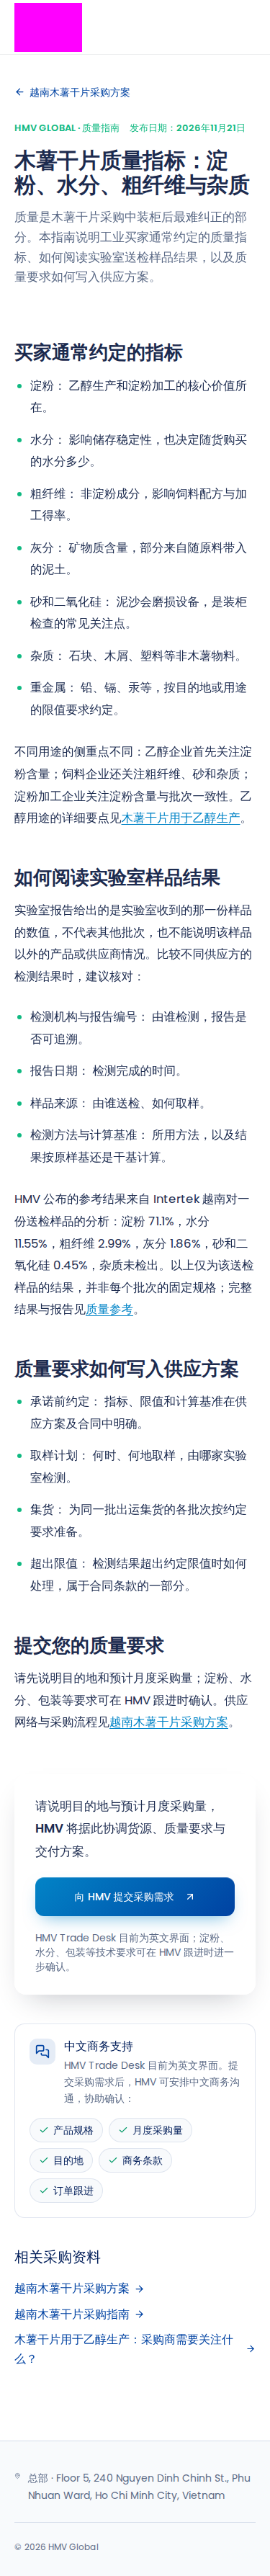 ← 越南木薯干片采购方案
HMV GLOBAL · 质量指南 发布日期：2026年11月21日
木薯干片质量指标：淀
粉、水分、粗纤维与杂质
质量是木薯干片采购中装柜后最难纠正的部
分。本指南说明工业买家通常约定的质量指
标、如何阅读实验室送检样品结果，以及质
量要求如何写入供应方案。
买家通常约定的指标
淀粉： 乙醇生产和淀粉加工的核心价值所
在。
水分： 影响储存稳定性，也决定随货购买
的水分多少。
粗纤维： 非淀粉成分，影响饲料配方与加
工得率。
灰分： 矿物质含量，部分来自随原料带入
的泥土。
砂和二氧化硅： 泥沙会磨损设备，是装柜
检查的常见关注点。
杂质： 石块、木屑、塑料等非木薯物料。
重金属： 铅、镉、汞等，按目的地或用途
的限值要求约定。
不同用途的侧重点不同：乙醇企业首先关注淀
粉含量；饲料企业还关注粗纤维、砂和杂质；
淀粉加工企业关注淀粉含量与批次一致性。乙
醇用途的详细要点见木薯干片用于乙醇生产。
如何阅读实验室样品结果
实验室报告给出的是实验室收到的那一份样品
的数值，不代表其他批次，也不能说明该样品
以外的产品或供应商情况。比较不同供应方的
检测结果时，建议核对：
检测机构与报告编号： 由谁检测，报告是
否可追溯。
报告日期： 检测完成的时间。
样品来源： 由谁送检、如何取样。
检测方法与计算基准： 所用方法，以及结
果按原样基还是干基计算。
HMV 公布的参考结果来自 Intertek 越南对一
份送检样品的分析：淀粉 71.1%，水分
11.55%，粗纤维 2.99%，灰分 1.86%，砂和二
氧化硅 0.45%，杂质未检出。以上仅为该送检
样品的结果，并非每个批次的固定规格；完整
结果与报告见质量参考。
质量要求如何写入供应方案
承诺前约定： 指标、限值和计算基准在供
应方案及合同中明确。
取样计划： 何时、何地取样，由哪家实验
室检测。
集货： 为同一批出运集货的各批次按约定
要求准备。
超出限值： 检测结果超出约定限值时如何
处理，属于合同条款的一部分。
提交您的质量要求
请先说明目的地和预计月度采购量；淀粉、水
分、包装等要求可在 HMV 跟进时确认。供应
网络与采购流程见越南木薯干片采购方案。
请说明目的地与预计月度采购量，
HMV 将据此协调货源、质量要求与
交付方案。
向 HMV 提交采购需求 ↗
HMV Trade Desk 目前为英文界面；淀粉、
水分、包装等技术要求可在 HMV 跟进时进一
步确认。
中文商务支持
HMV Trade Desk 目前为英文界面。提
交采购需求后，HMV 可安排中文商务沟
通，协助确认：
✓ 产品规格 ✓ 月度采购量
✓ 目的地 ✓ 商务条款
✓ 订单跟进
相关采购资料
越南木薯干片采购方案 →
越南木薯干片采购指南 →
木薯干片用于乙醇生产：采购商需要关注什
么？ →
总部 · Floor 5, 240 Nguyen Dinh Chinh St., Phu
Nhuan Ward, Ho Chi Minh City, Vietnam
© 2026 HMV Global